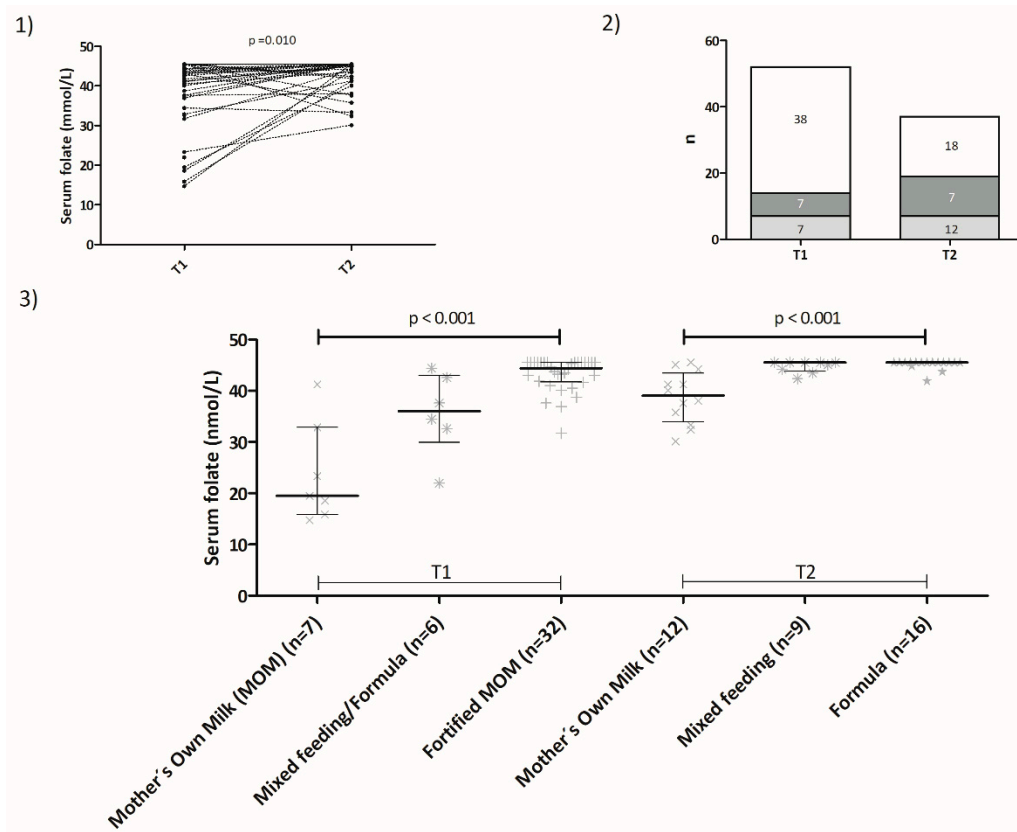 1)
p =0.010
Serum folate (nmol/L)
50
40
30
20
10
0
T1
T2
2)
n
60
40
20
0
38
7
7
18
7
12
T1
T2
3)
p < 0.001
p < 0.001
Serum folate (nmol/L)
50
40
30
20
10
0
T1
T2
Mother´s Own Milk (MOM) (n=7)
Mixed feeding/Formula (n=6)
Fortified MOM (n=32)
Mother´s Own Milk (n=12)
Mixed feeding (n=9)
Formula (n=16)